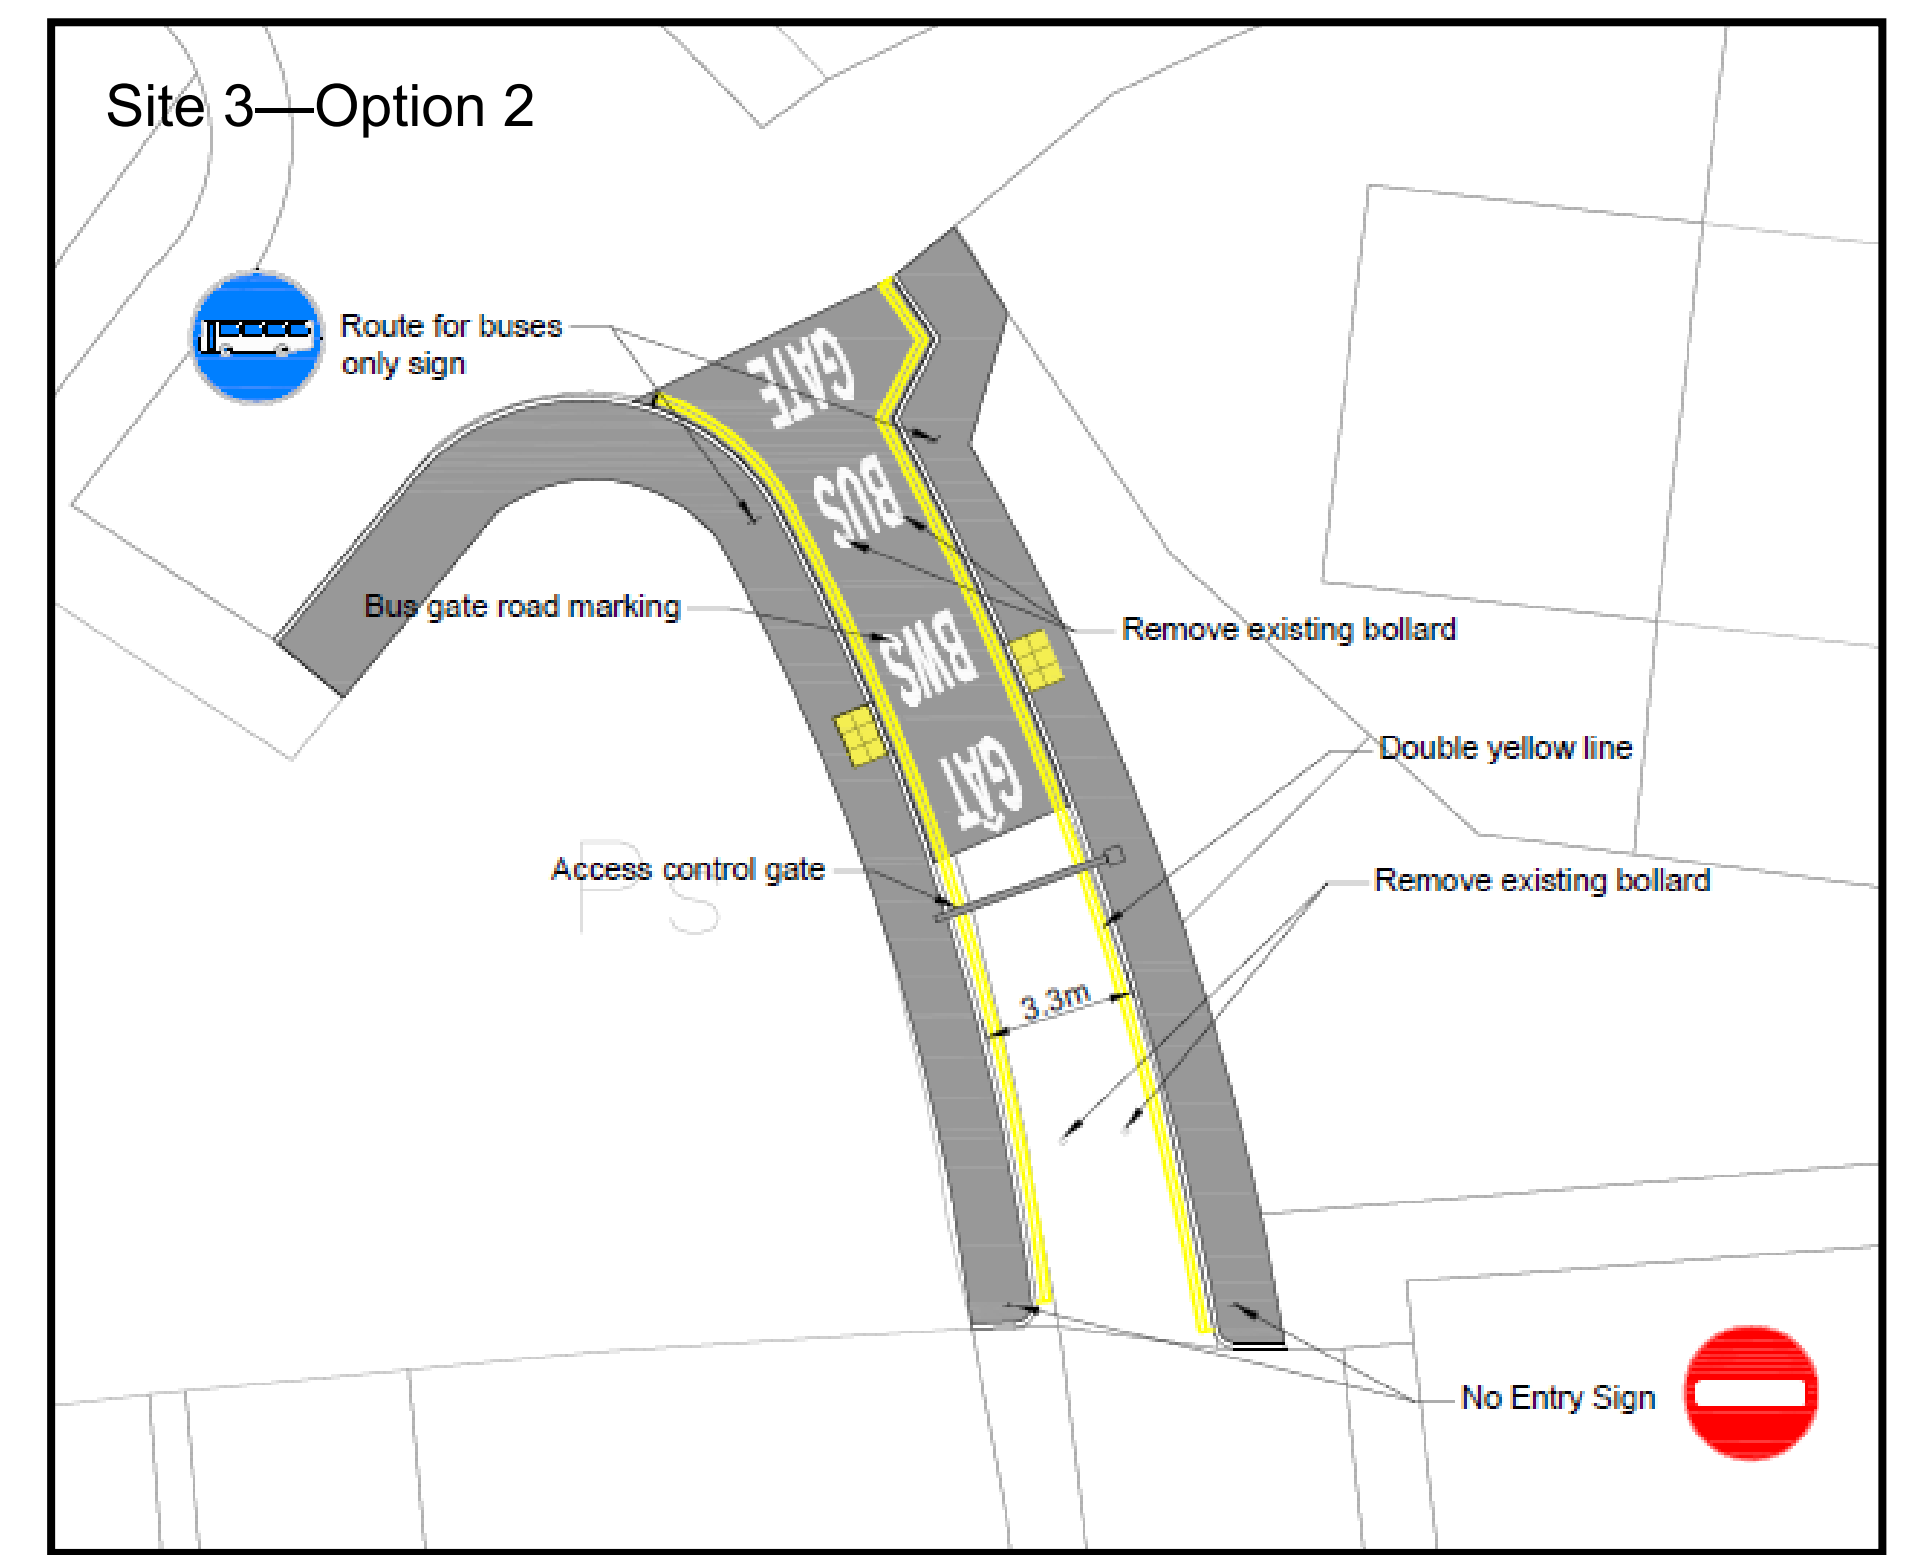 Site 3—Option 2
Route for buses
only sign
GATE
BUS
Bus gate road marking
Remove existing bollard
BWS
GÂT
Double yellow line
Access control gate
Ps
Remove existing bollard
3.3m
No Entry Sign